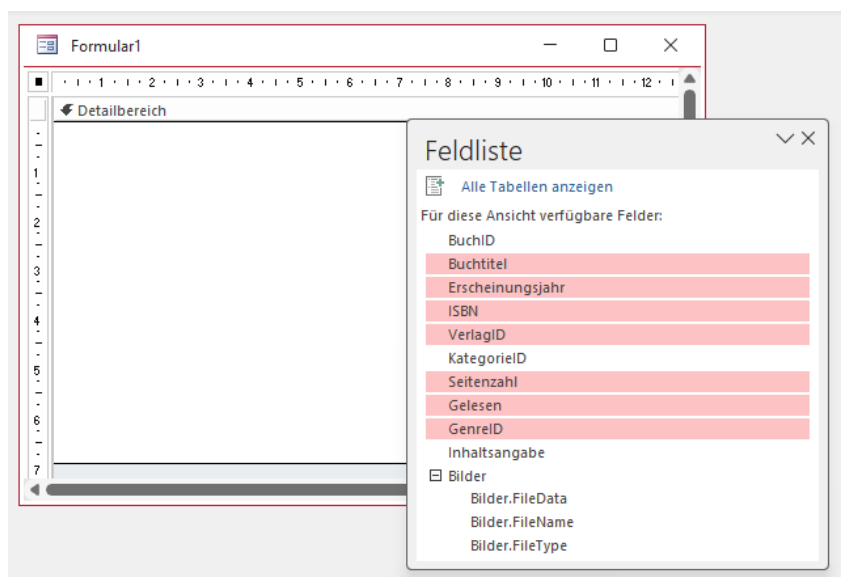 Formular1
1 2 3 4 5 6 7 8 9 10 11 12
Detailbereich
1
2
3
4
5
6
7
Feldliste
Alle Tabellen anzeigen
Für diese Ansicht verfügbare Felder:
BuchID
Buchtitel
Erscheinungsjahr
ISBN
VerlagID
KategorieID
Seitenzahl
Gelesen
GenreID
Inhaltsangabe
Bilder
Bilder.FileData
Bilder.FileName
Bilder.FileType